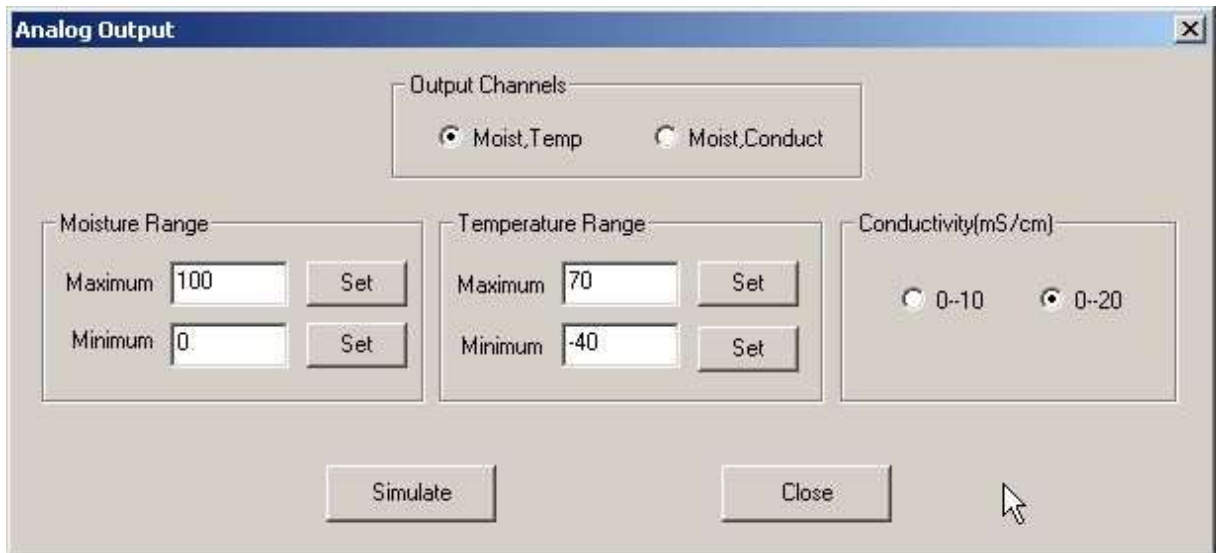 Analog Output
Output Channels
Moist,Temp
Moist,Conduct
Moisture Range
Maximum 100 Set
Minimum 0 Set
Temperature Range
Maximum 70 Set
Minimum -40 Set
Conductivity(mS/cm)
0--10
0--20
Simulate
Close